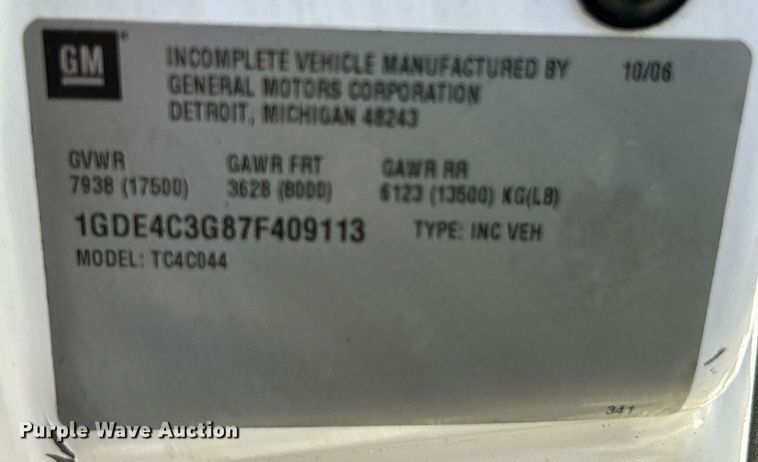 GM
INCOMPLETE VEHICLE MANUFACTURED BY 10/06
GENERAL MOTORS CORPORATION
DETROIT, MICHIGAN 48243
GVWR GAWR FRT GAWR RR
7938 (17500) 3628 (8000) 6123 (13500) KG(LB)
1GDE4C3G87F409113 TYPE: INC VEH
MODEL: TC4C044
341
Purple Wave Auction